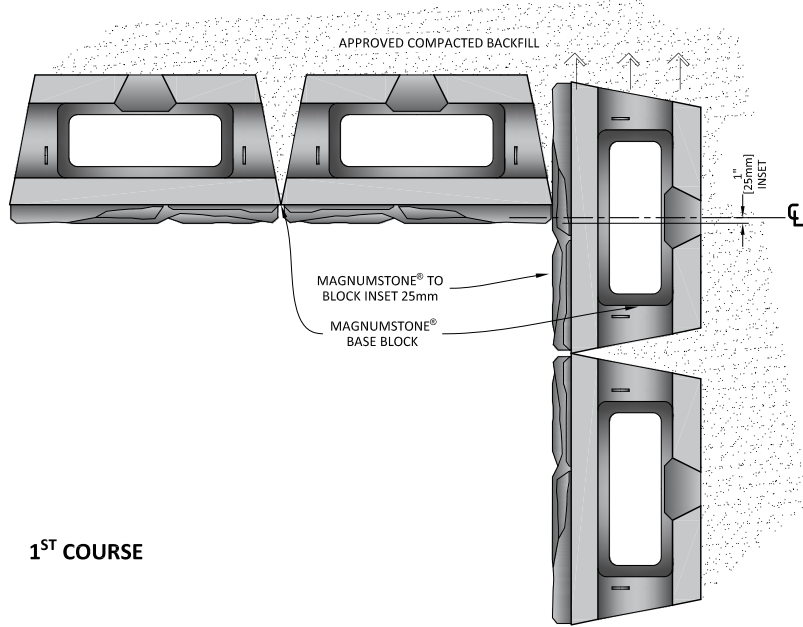 APPROVED COMPACTED BACKFILL
1"
[25mm]
INSET
℄
MAGNUMSTONE® TO
BLOCK INSET 25mm
MAGNUMSTONE®
BASE BLOCK
1ST COURSE